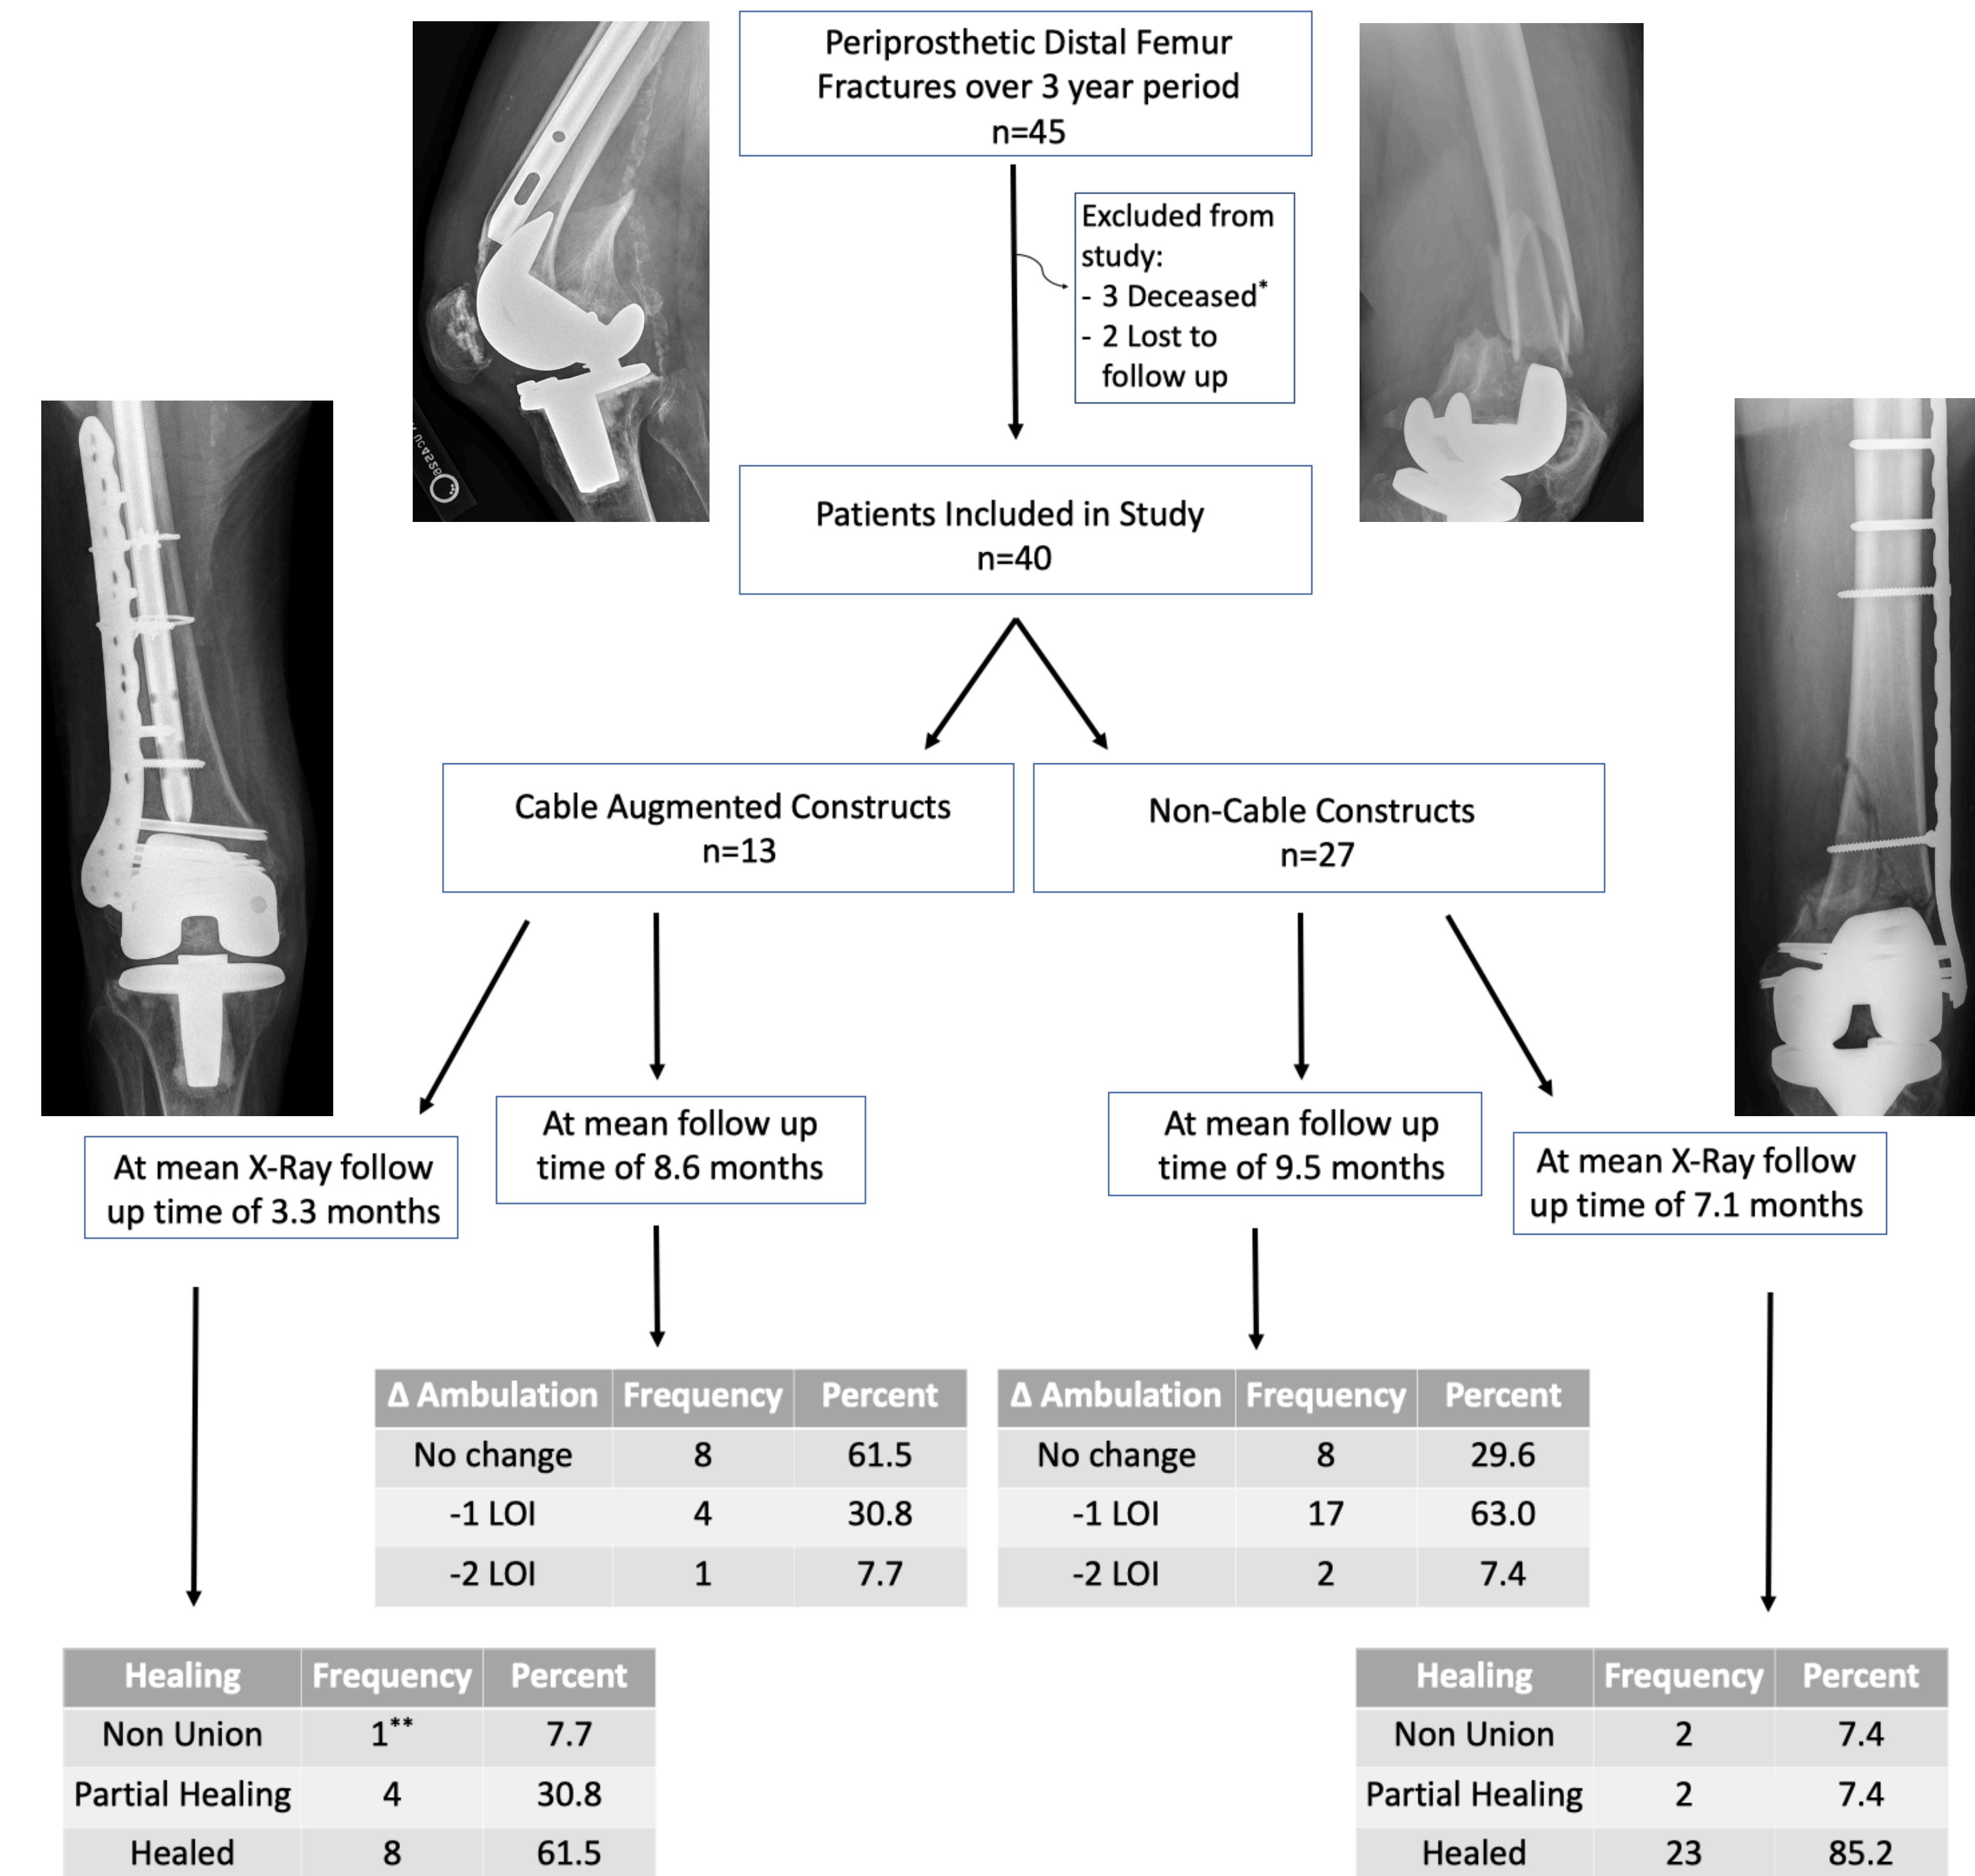 Periprosthetic Distal Femur
Fractures over 3 year period
n=45
Excluded from
study:
- 3 Deceased*
- 2 Lost to
follow up
Patients Included in Study
n=40
Cable Augmented Constructs
n=13
Non-Cable Constructs
n=27
At mean X-Ray follow
up time of 3.3 months
At mean follow up
time of 8.6 months
At mean follow up
time of 9.5 months
At mean X-Ray follow
up time of 7.1 months
Δ Ambulation Frequency Percent
No change 8 61.5
-1 LOI 4 30.8
-2 LOI 1 7.7
Δ Ambulation Frequency Percent
No change 8 29.6
-1 LOI 17 63.0
-2 LOI 2 7.4
Healing Frequency Percent
Non Union 1** 7.7
Partial Healing 4 30.8
Healed 8 61.5
Healing Frequency Percent
Non Union 2 7.4
Partial Healing 2 7.4
Healed 23 85.2